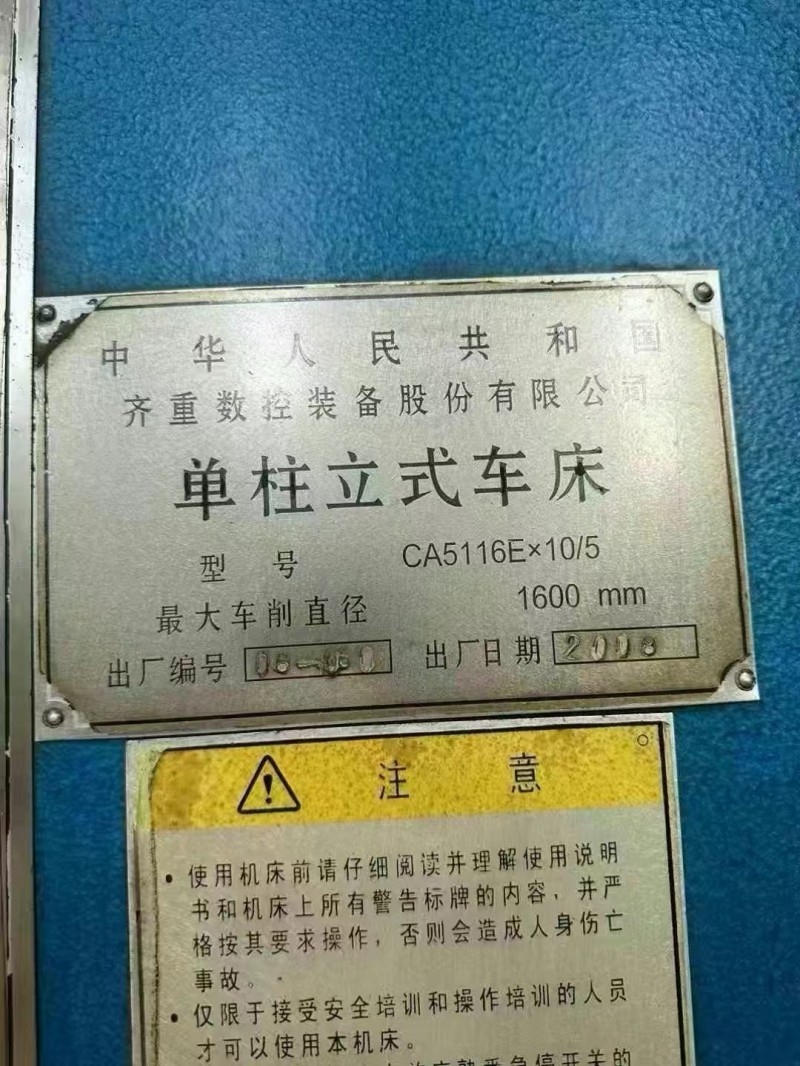 中华人民共和国
齐重数控装备股份有限公司
单柱立式车床
型号 CA5116E×10/5
最大车削直径 1600 mm
出厂编号
出厂日期 2008
注意
• 使用机床前请仔细阅读并理解使用说明
书和机床上所有警告标牌的内容，并严
格按其要求操作，否则会造成人身伤亡
事故。
• 仅限于接受安全培训和操作培训的人员
才可以使用本机床。
急停开关的